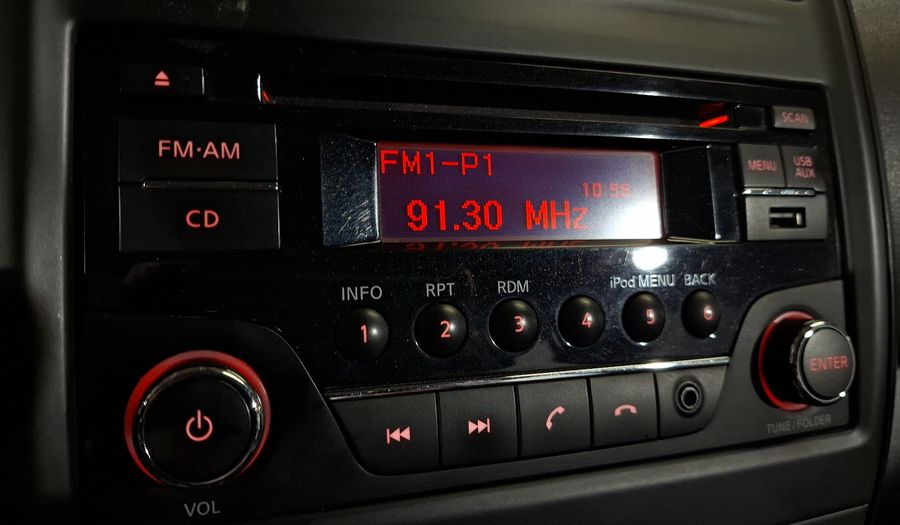 SCAN
FM·AM
CD
FM1-P1
10:56
91.30 MHz
MENU
USB
AUX
INFO
RPT
RDM
iPod MENU
BACK
1
2
3
4
5
6
ENTER
TUNE/FOLDER
VOL